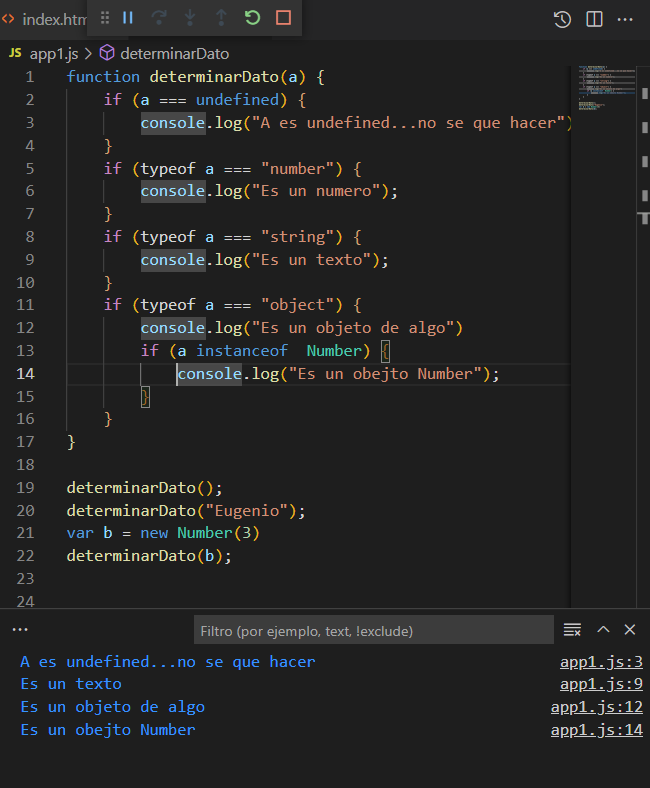 index.htm
JS app1.js > determinarDato
1 function determinarDato(a) {
2 if (a === undefined) {
3 console.log("A es undefined...no se que hacer")
4 }
5 if (typeof a === "number") {
6 console.log("Es un numero");
7 }
8 if (typeof a === "string") {
9 console.log("Es un texto");
10 }
11 if (typeof a === "object") {
12 console.log("Es un objeto de algo")
13 if (a instanceof  Number) {
14 console.log("Es un obejto Number");
15 }
16 }
17 }
18
19 determinarDato();
20 determinarDato("Eugenio");
21 var b = new Number(3)
22 determinarDato(b);
23
24
Filtro (por ejemplo, text, !exclude)
A es undefined...no se que hacer app1.js:3
Es un texto app1.js:9
Es un objeto de algo app1.js:12
Es un obejto Number app1.js:14